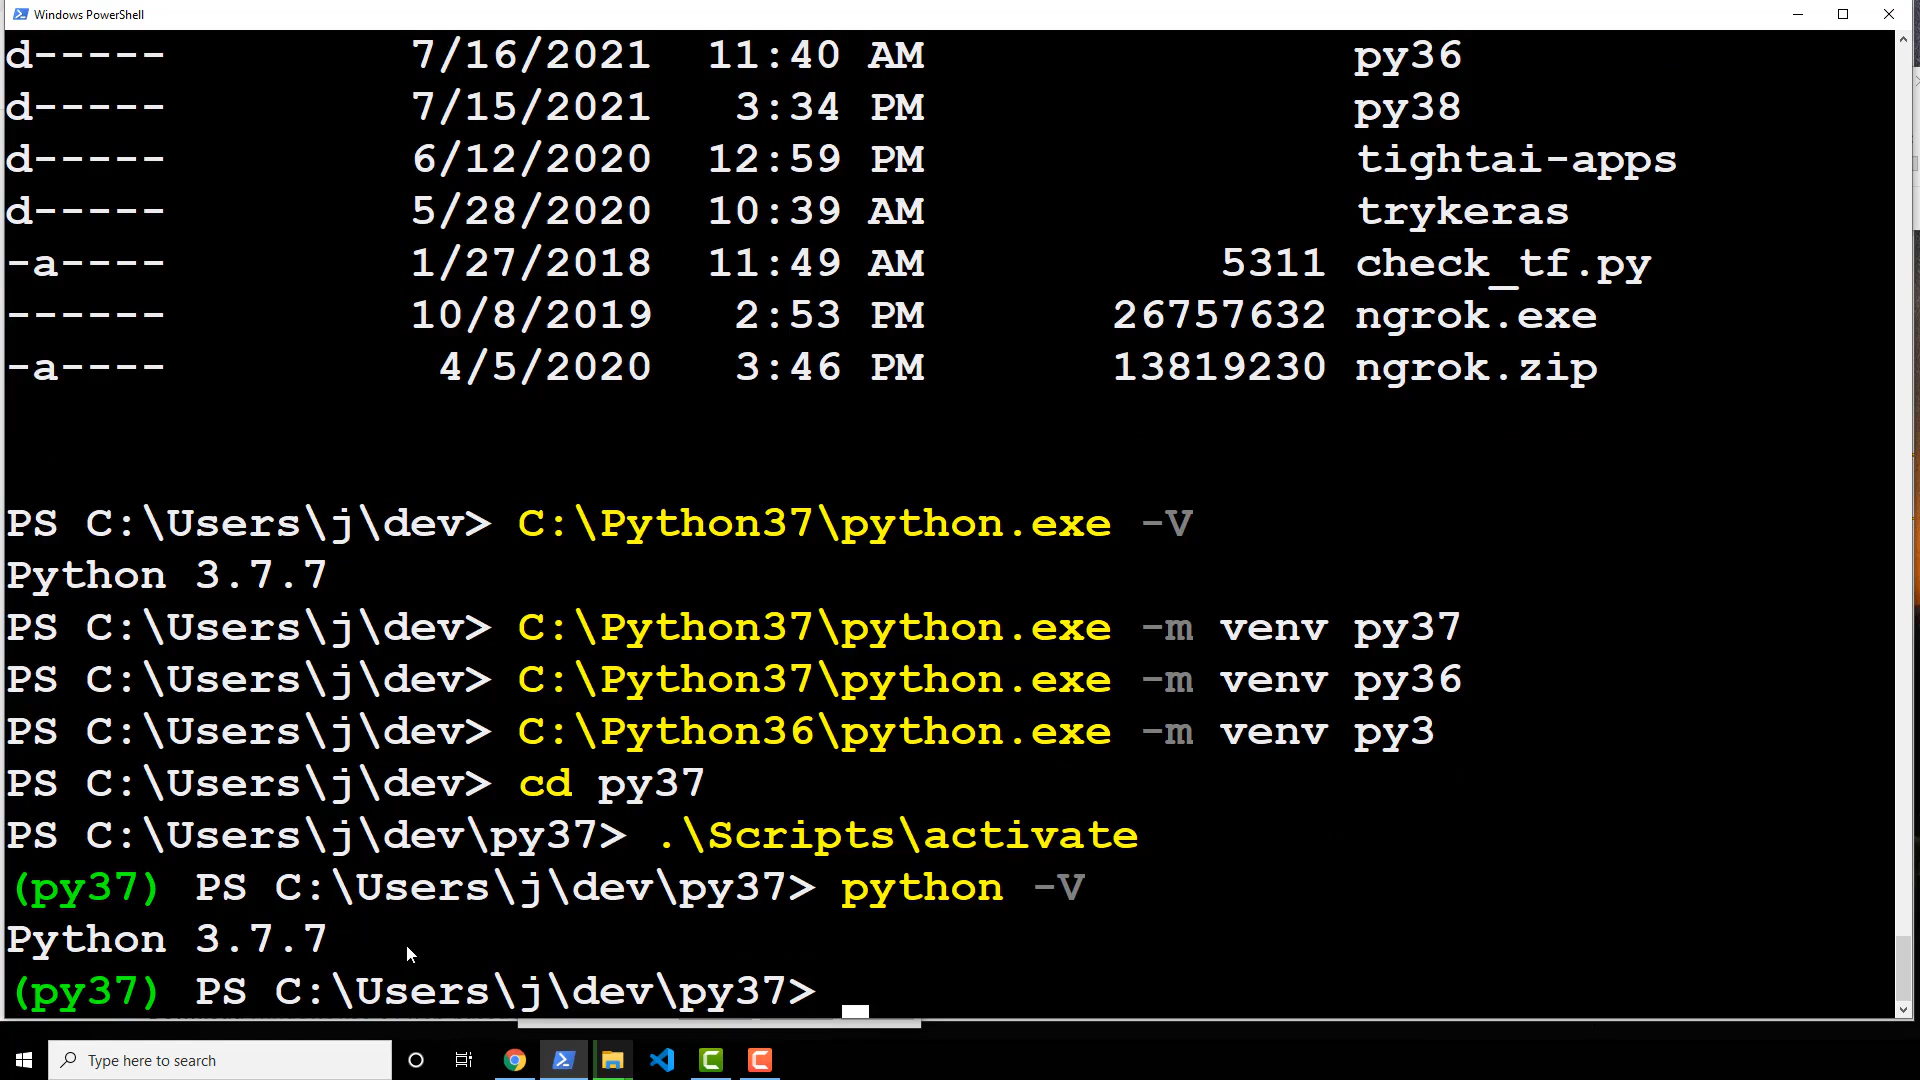 Windows PowerShell
d----- 7/16/2021 11:40 AM py36
d----- 7/15/2021 3:34 PM py38
d----- 6/12/2020 12:59 PM tightai-apps
d----- 5/28/2020 10:39 AM trykeras
-a---- 1/27/2018 11:49 AM 5311 check_tf.py
------ 10/8/2019 2:53 PM 26757632 ngrok.exe
-a---- 4/5/2020 3:46 PM 13819230 ngrok.zip
PS C:\Users\j\dev> C:\Python37\python.exe -V
Python 3.7.7
PS C:\Users\j\dev> C:\Python37\python.exe -m venv py37
PS C:\Users\j\dev> C:\Python37\python.exe -m venv py36
PS C:\Users\j\dev> C:\Python36\python.exe -m venv py3
PS C:\Users\j\dev> cd py37
PS C:\Users\j\dev\py37> .\Scripts\activate
(py37) PS C:\Users\j\dev\py37> python -V
Python 3.7.7
(py37) PS C:\Users\j\dev\py37>
Type here to search